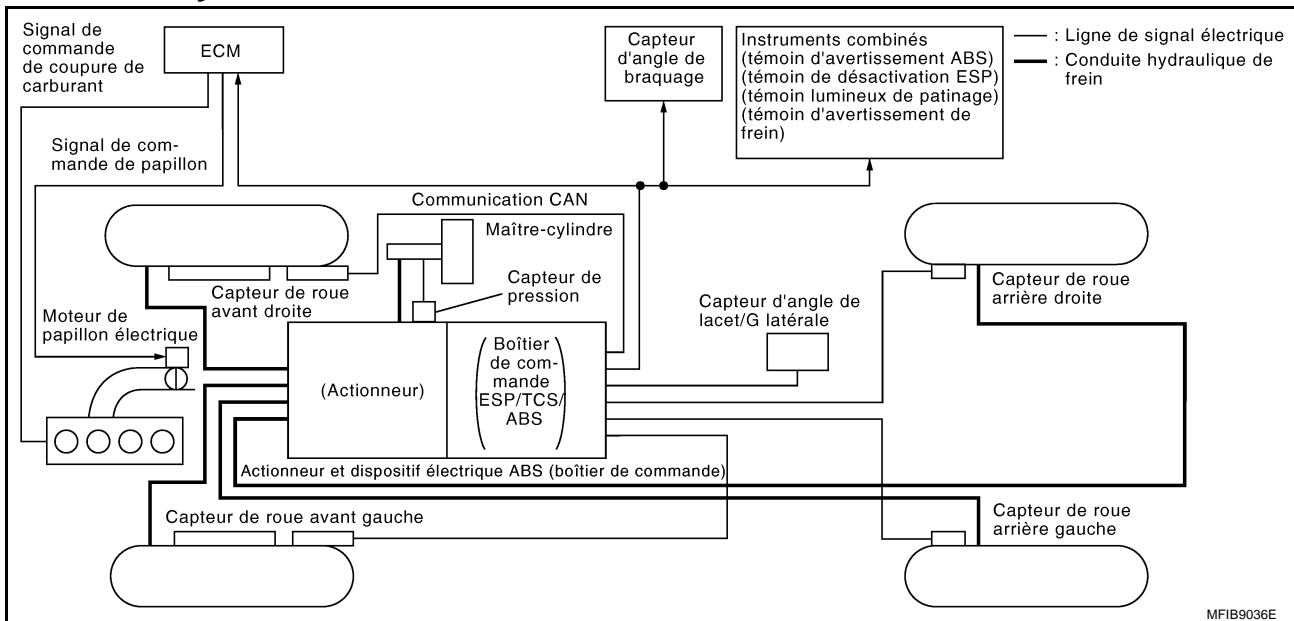 Signal de
commande
de coupure de
carburant
ECM
Capteur
d'angle de
braquage
Instruments combinés
(témoin d'avertissement ABS)
(témoin de désactivation ESP)
(témoin lumineux de patinage)
(témoin d'avertissement de
frein)
: Ligne de signal électrique
: Conduite hydraulique de
frein
Signal de com-
mande de papillon
Communication CAN
Maître-cylindre
Capteur de roue
avant droite
Capteur de
pression
Capteur d'angle de
lacet/G latérale
Capteur de roue
arrière droite
Moteur de
papillon électrique
(Actionneur)
(Boîtier
de com-
mande
ESP/TCS/
ABS)
Actionneur et dispositif électrique ABS (boîtier de commande)
Capteur de roue avant gauche
Capteur de roue
arrière gauche
MFIB9036E